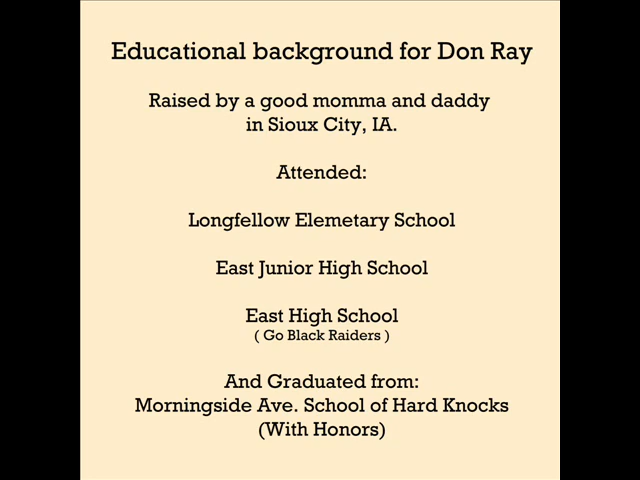 Educational background for Don Ray
Raised by a good momma and daddy
in Sioux City, IA.
Attended:
Longfellow Elemetary School
East Junior High School
East High School
( Go Black Raiders )
And Graduated from:
Morningside Ave. School of Hard Knocks
(With Honors)